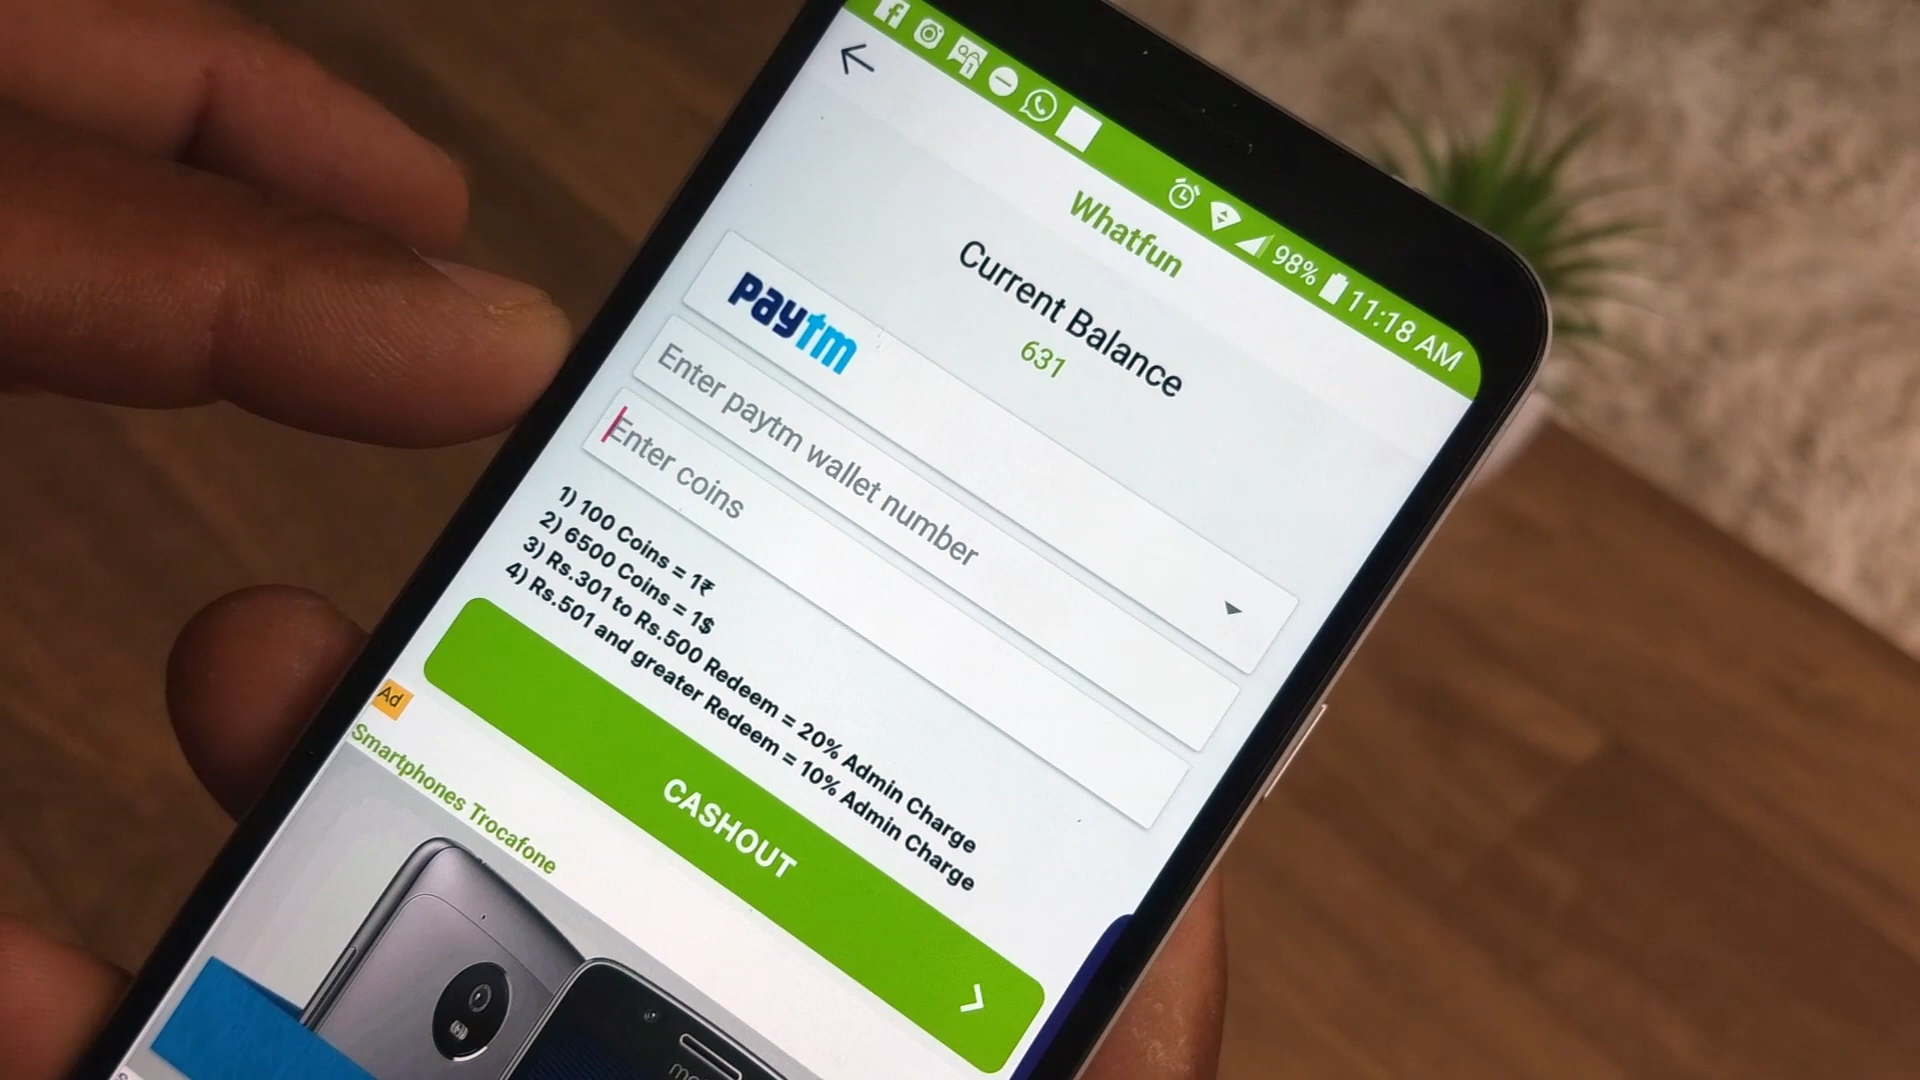 98% 11:18 AM
Whatfun
Current Balance
631
paytm
Enter paytm wallet number
Enter coins
1) 100 Coins = 1₹
2) 6500 Coins = 1$
3) Rs.301 to Rs.500 Redeem = 20% Admin Charge
4) Rs.501 and greater Redeem = 10% Admin Charge
CASHOUT
Ad
Smartphones Trocafone